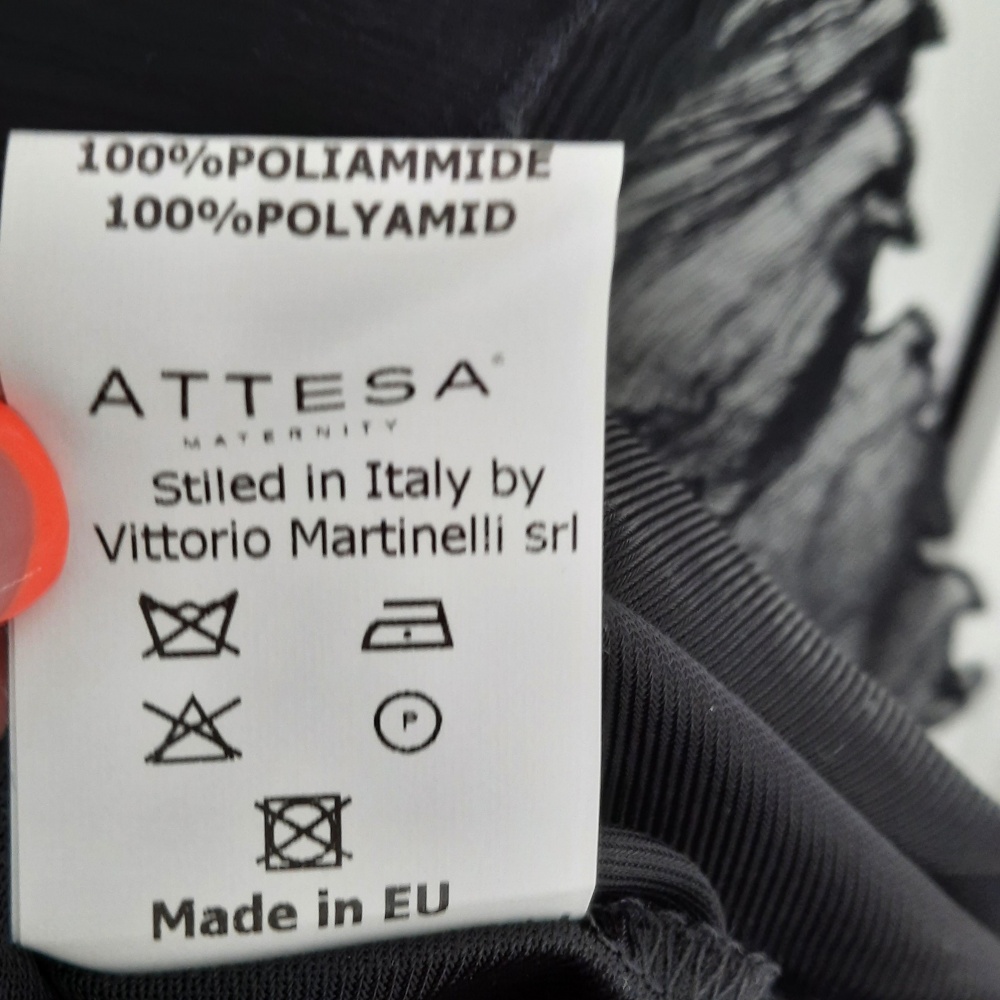 100%POLIAMMIDE
100%POLYAMID
ATTESA
MATERNITY
Stiled in Italy by
Vittorio Martinelli srl
P
Made in EU